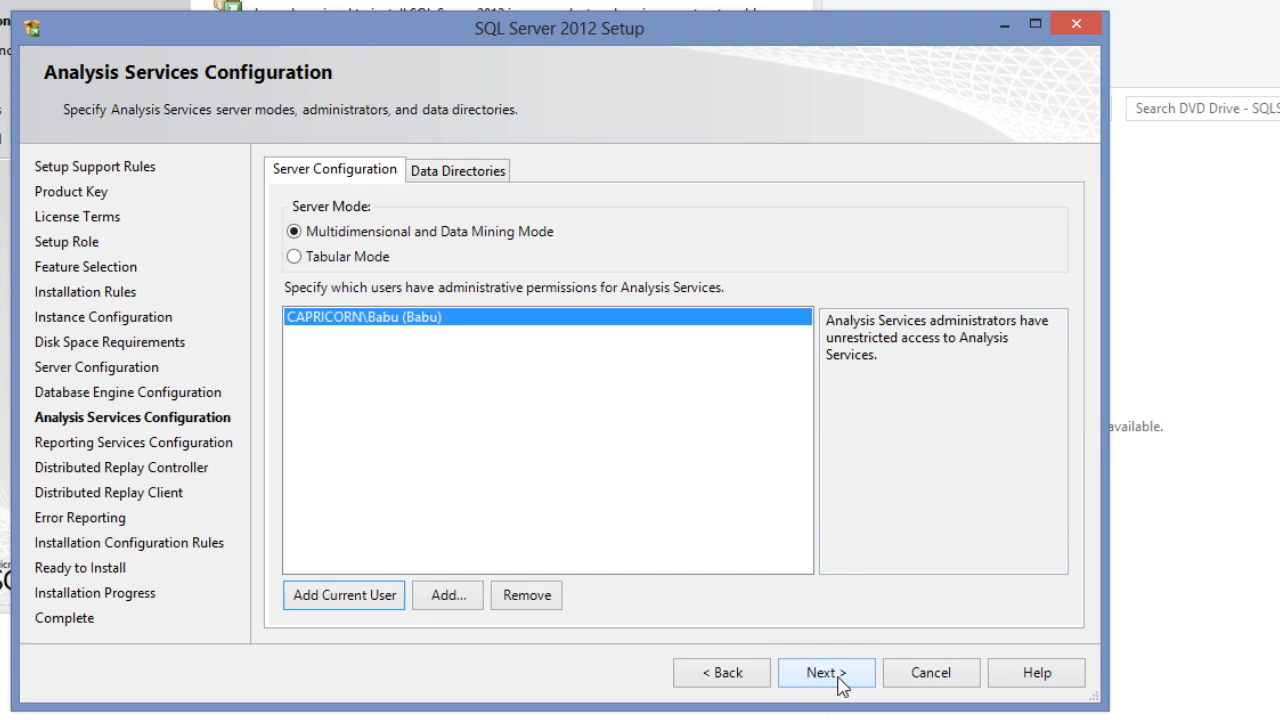 SQL Server 2012 Setup
Analysis Services Configuration
Specify Analysis Services server modes, administrators, and data directories.
Search DVD Drive - SQLS
Setup Support Rules
Product Key
License Terms
Setup Role
Feature Selection
Installation Rules
Instance Configuration
Disk Space Requirements
Server Configuration
Database Engine Configuration
Analysis Services Configuration
Reporting Services Configuration
Distributed Replay Controller
Distributed Replay Client
Error Reporting
Installation Configuration Rules
Ready to Install
Installation Progress
Complete
Server Configuration
Data Directories
Server Mode:
Multidimensional and Data Mining Mode
Tabular Mode
Specify which users have administrative permissions for Analysis Services.
CAPRICORN\Babu (Babu)
Analysis Services administrators have
unrestricted access to Analysis
Services.
available.
Add Current User
Add...
Remove
< Back
Next >
Cancel
Help